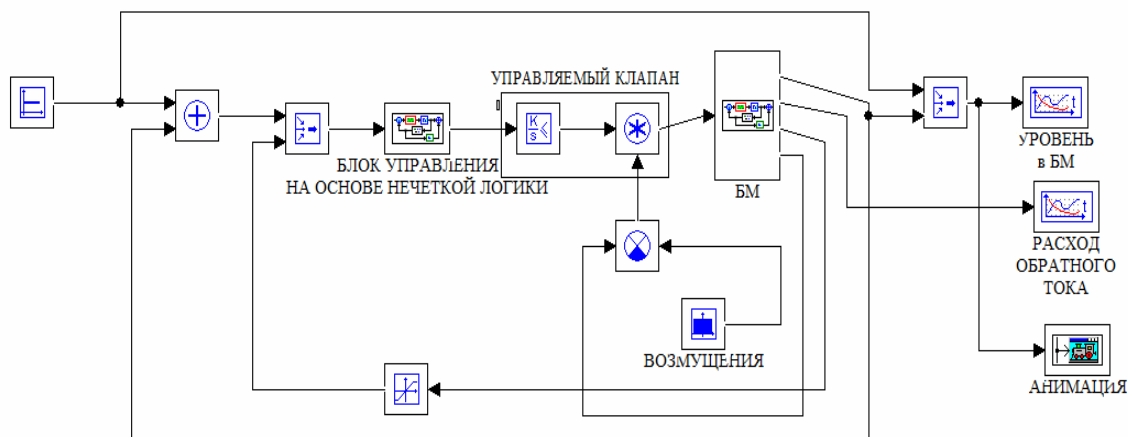 УПРАВЛЯЕМЫЙ КЛАПАН
K
s
t
УРОВЕНЬ
в БМ
БЛОК УПРАВЛЕНИЯ
НА ОСНОВЕ НЕЧЕТКОЙ ЛОГИКИ
БМ
t
РАСХОД
ОБРАТНОГО
ТОКА
ВОЗМУЩЕНИЯ
АНИМАЦИЯ